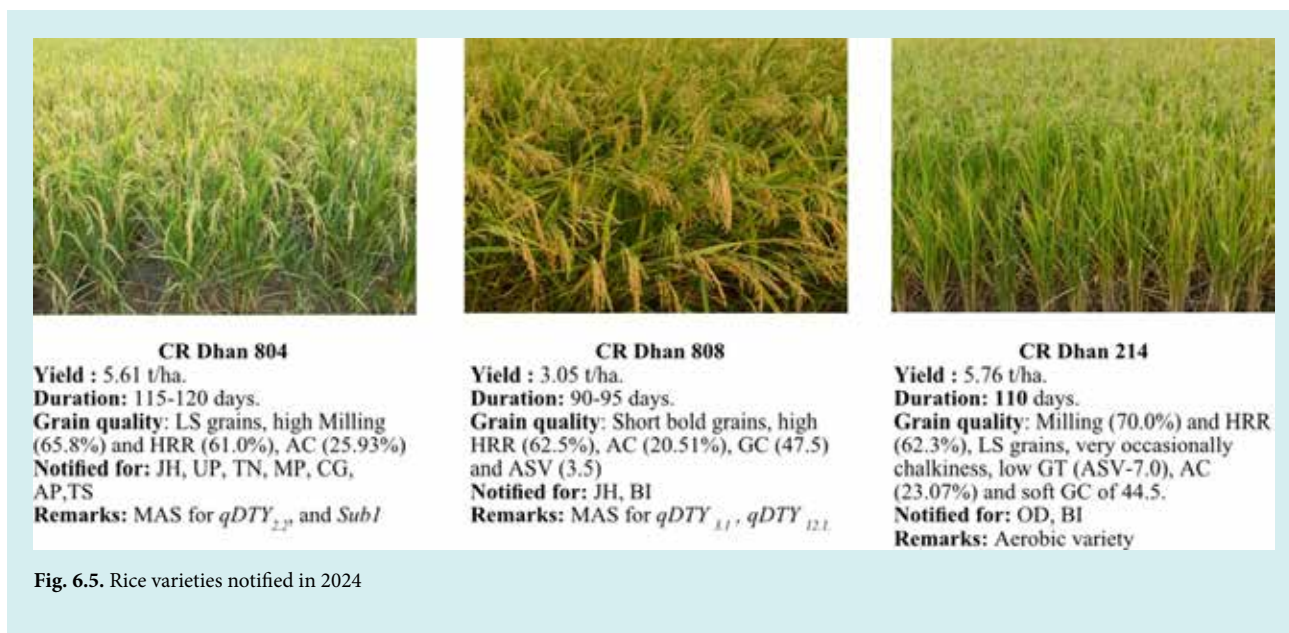 CR Dhan 804
Yield : 5.61 t/ha.
Duration: 115-120 days.
Grain quality: LS grains, high Milling
(65.8%) and HRR (61.0%), AC (25.93%)
Notified for: JH, UP, TN, MP, CG,
AP,TS
Remarks: MAS for qDTY2.2, and Sub1
CR Dhan 808
Yield : 3.05 t/ha.
Duration: 90-95 days.
Grain quality: Short bold grains, high
HRR (62.5%), AC (20.51%), GC (47.5)
and ASV (3.5)
Notified for: JH, BI
Remarks: MAS for qDTY 3.1 , qDTY 12.1.
CR Dhan 214
Yield : 5.76 t/ha.
Duration: 110 days.
Grain quality: Milling (70.0%) and HRR
(62.3%), LS grains, very occasionally
chalkiness, low GT (ASV-7.0), AC
(23.07%) and soft GC of 44.5.
Notified for: OD, BI
Remarks: Aerobic variety
Fig. 6.5. Rice varieties notified in 2024